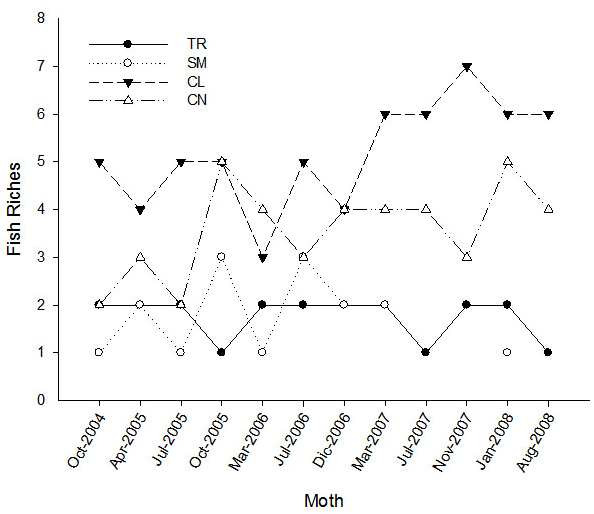 8
7
6
5
4
3
2
1
0
Fish Riches
TR
SM
CL
CN
Oct-2004
Apr-2005
Jul-2005
Oct-2005
Mar-2006
Jul-2006
Dic-2006
Mar-2007
Jul-2007
Nov-2007
Jan-2008
Aug-2008
Moth